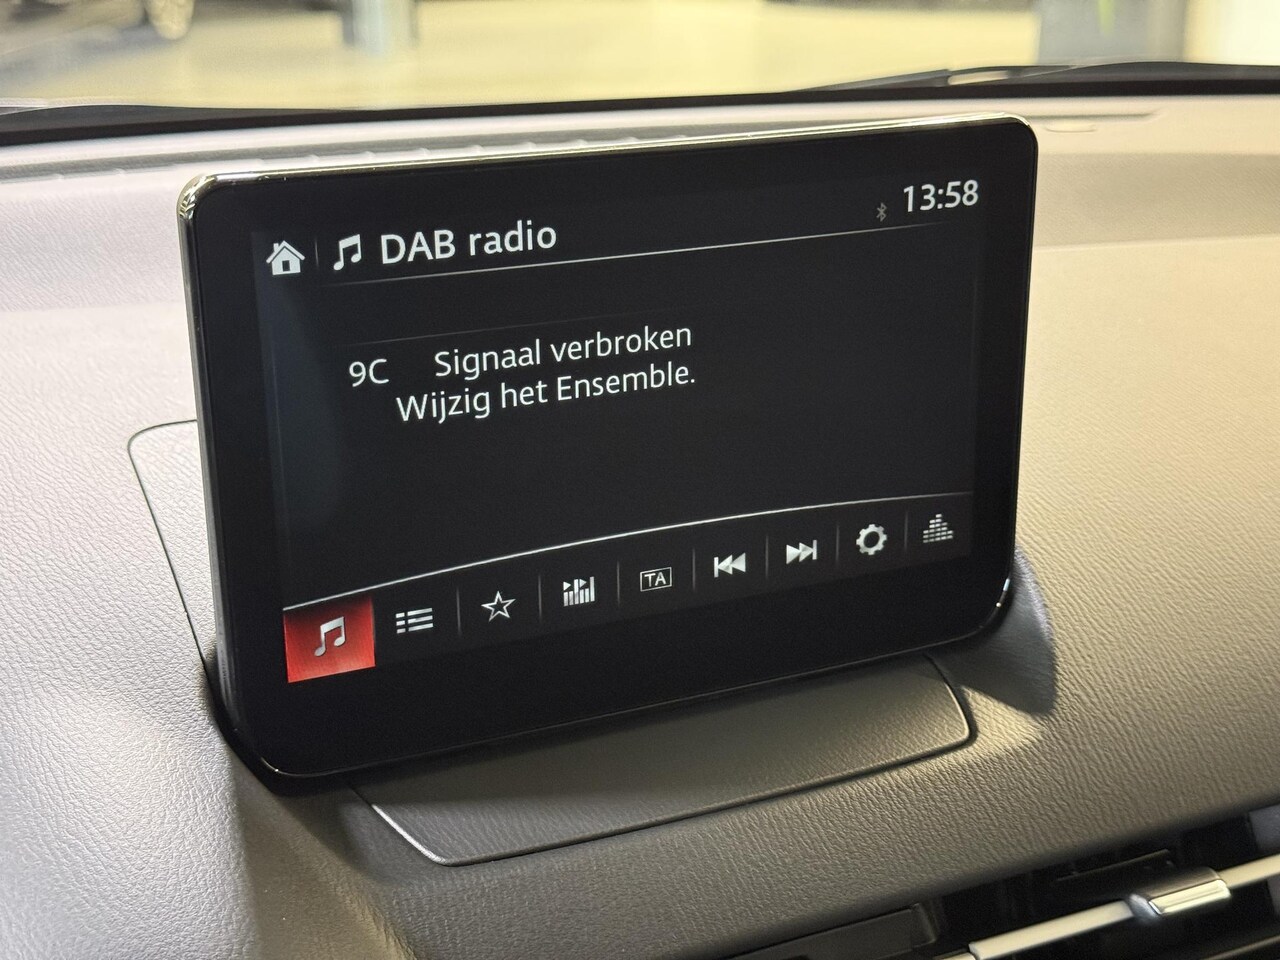 DAB radio
13:58
9C Signaal verbroken
Wijzig het Ensemble.
TA